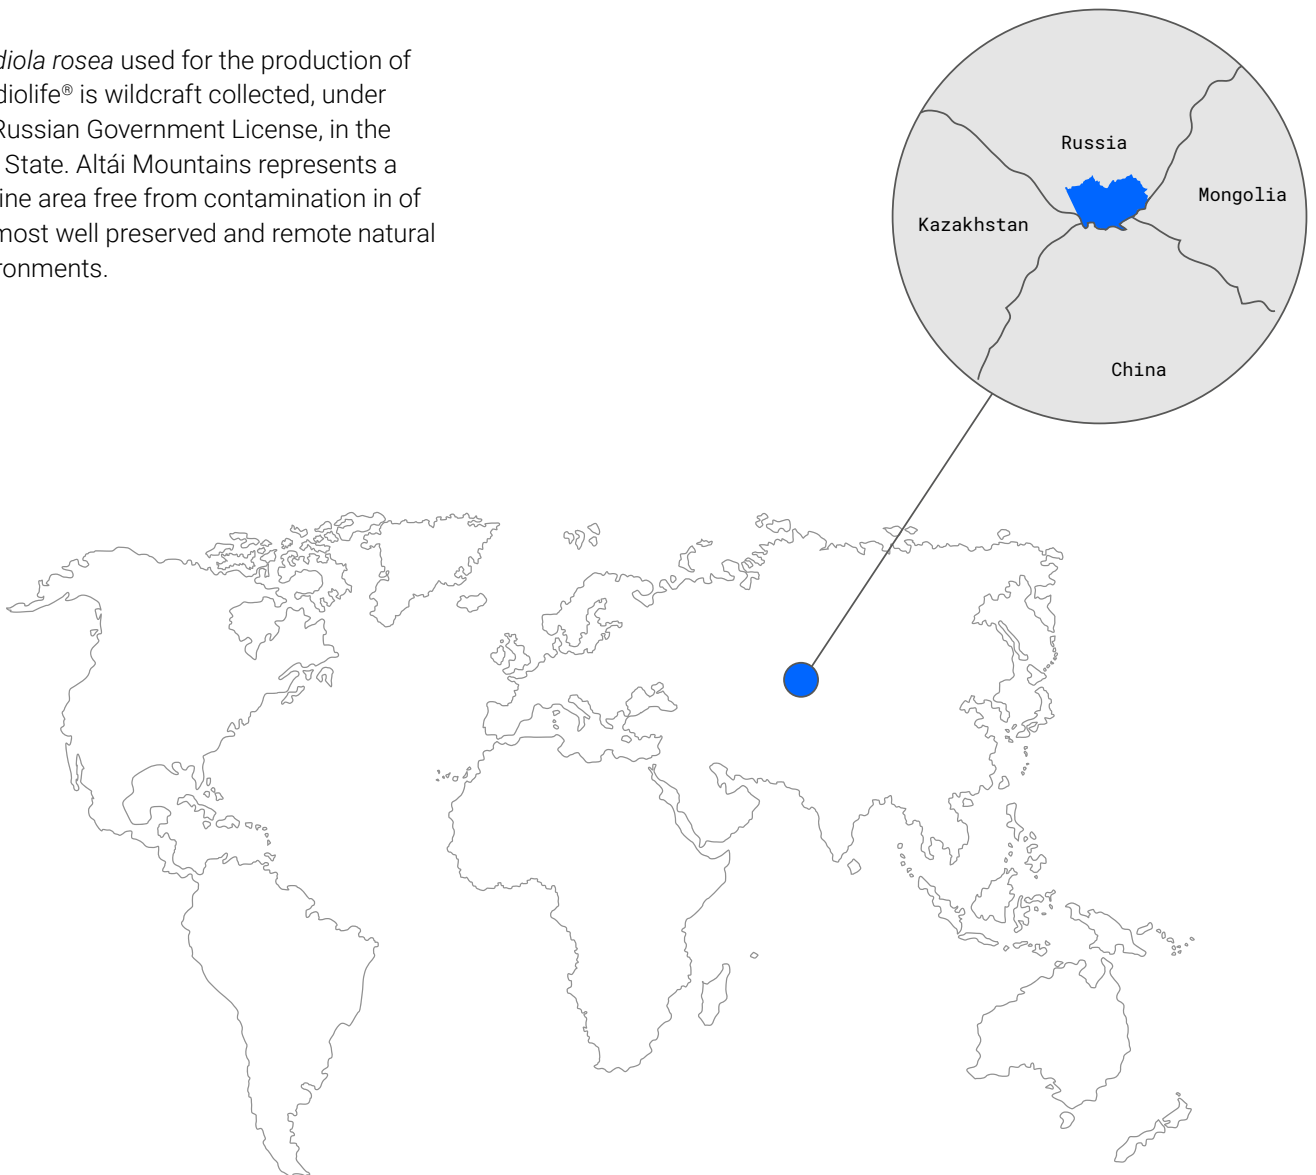 diola rosea used for the production of
diolife® is wildcraft collected, under
Russian Government License, in the
State. Altái Mountains represents a
ine area free from contamination in of
most well preserved and remote natural
ronments.
Russia
Mongolia
Kazakhstan
China